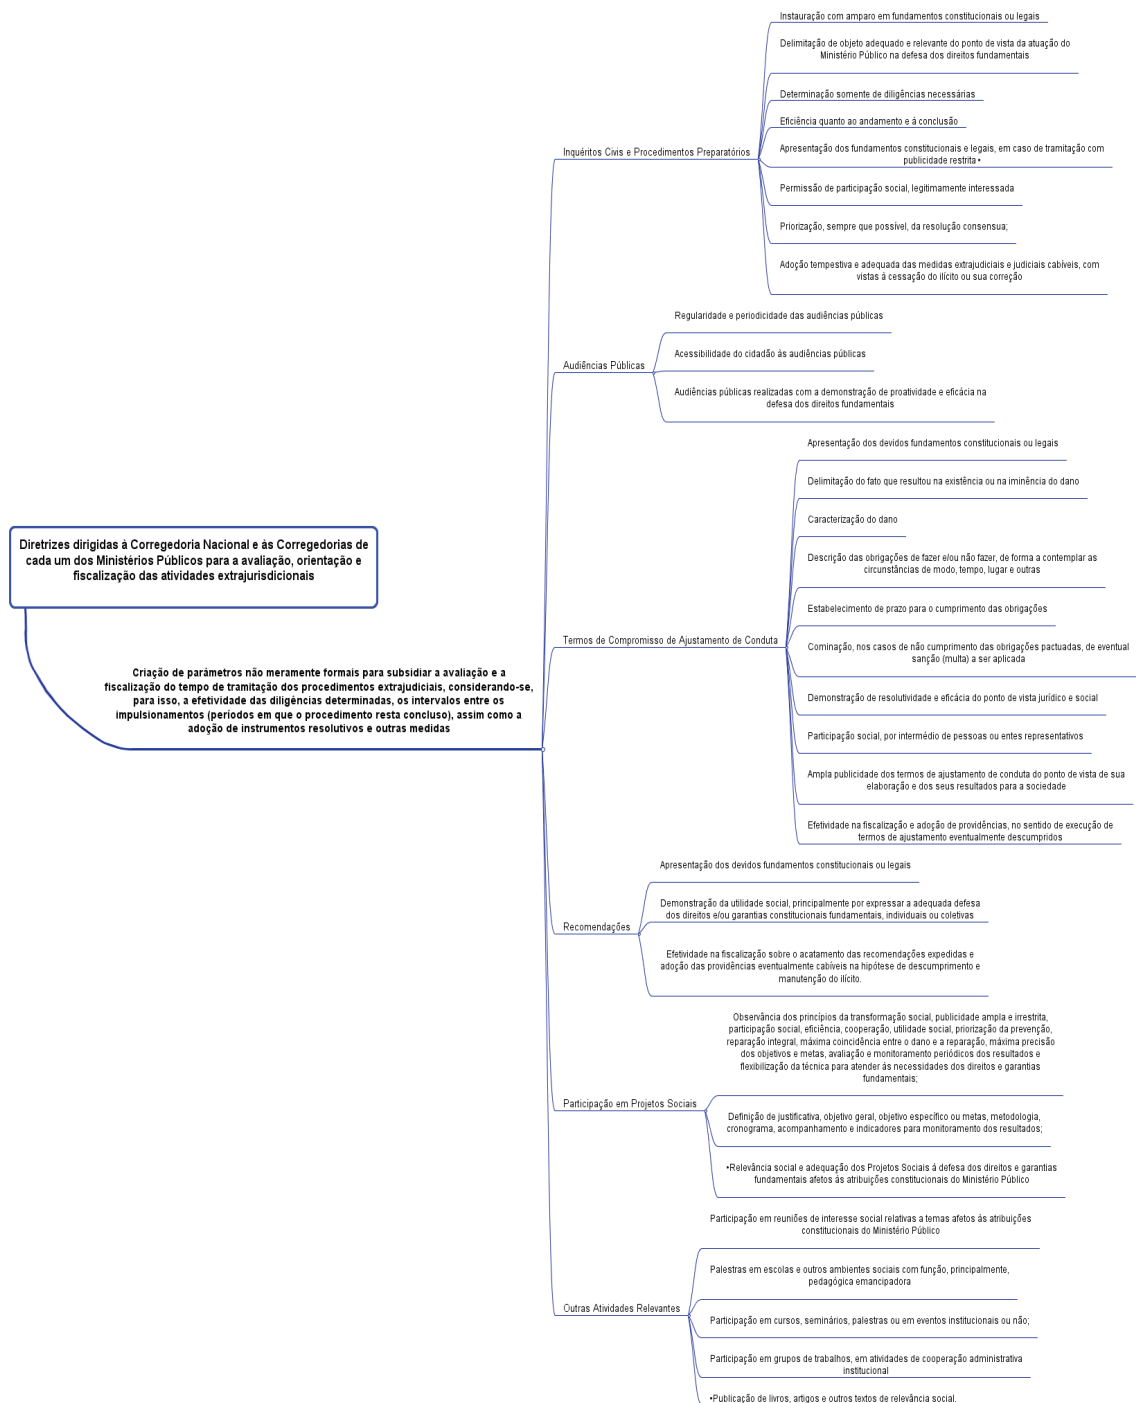 Diretrizes dirigidas à Corregedoria Nacional e às Corregedorias de
cada um dos Ministérios Públicos para a avaliação, orientação e
fiscalização das atividades extrajurisdicionais
Criação de parâmetros não meramente formais para subsidiar a avaliação e a
fiscalização do tempo de tramitação dos procedimentos extrajudiciais, considerando-se,
para isso, a efetividade das diligências determinadas, os intervalos entre os
impulsionamentos (períodos em que o procedimento resta concluso), assim como a
adoção de instrumentos resolutivos e outras medidas
Inquéritos Civis e Procedimentos Preparatórios
Instauração com amparo em fundamentos constitucionais ou legais
Delimitação de objeto adequado e relevante do ponto de vista da atuação do
Ministério Público na defesa dos direitos fundamentais
Determinação somente de diligências necessárias
Eficiência quanto ao andamento e à conclusão
Apresentação dos fundamentos constitucionais e legais, em caso de tramitação com
publicidade restrita •
Permissão de participação social, legitimamente interessada
Priorização, sempre que possível, da resolução consensua;
Adoção tempestiva e adequada das medidas extrajudiciais e judiciais cabíveis, com
vistas à cessação do ilícito ou sua correção
Audiências Públicas
Regularidade e periodicidade das audiências públicas
Acessibilidade do cidadão às audiências públicas
Audiências públicas realizadas com a demonstração de proatividade e eficácia na
defesa dos direitos fundamentais
Termos de Compromisso de Ajustamento de Conduta
Apresentação dos devidos fundamentos constitucionais ou legais
Delimitação do fato que resultou na existência ou na iminência do dano
Caracterização do dano
Descrição das obrigações de fazer e/ou não fazer, de forma a contemplar as
circunstâncias de modo, tempo, lugar e outras
Estabelecimento de prazo para o cumprimento das obrigações
Cominação, nos casos de não cumprimento das obrigações pactuadas, de eventual
sanção (multa) a ser aplicada
Demonstração de resolutividade e eficácia do ponto de vista jurídico e social
Participação social, por intermédio de pessoas ou entes representativos
Ampla publicidade dos termos de ajustamento de conduta do ponto de vista de sua
elaboração e dos seus resultados para a sociedade
Efetividade na fiscalização e adoção de providências, no sentido de execução de
termos de ajustamento eventualmente descumpridos
Recomendações
Apresentação dos devidos fundamentos constitucionais ou legais
Demonstração da utilidade social, principalmente por expressar a adequada defesa
dos direitos e/ou garantias constitucionais fundamentais, individuais ou coletivas
Efetividade na fiscalização sobre o acatamento das recomendações expedidas e
adoção das providências eventualmente cabíveis na hipótese de descumprimento e
manutenção do ilícito.
Participação em Projetos Sociais
Observância dos princípios da transformação social, publicidade ampla e irrestrita,
participação social, eficiência, cooperação, utilidade social, priorização da prevenção,
reparação integral, máxima coincidência entre o dano e a reparação, máxima precisão
dos objetivos e metas, avaliação e monitoramento periódicos dos resultados e
flexibilização da técnica para atender às necessidades dos direitos e garantias
fundamentais;
Definição de justificativa, objetivo geral, objetivo específico ou metas, metodologia,
cronograma, acompanhamento e indicadores para monitoramento dos resultados;
•Relevância social e adequação dos Projetos Sociais à defesa dos direitos e garantias
fundamentais afetos às atribuições constitucionais do Ministério Público
Outras Atividades Relevantes
Participação em reuniões de interesse social relativas a temas afetos às atribuições
constitucionais do Ministério Público
Palestras em escolas e outros ambientes sociais com função, principalmente,
pedagógica emancipadora
Participação em cursos, seminários, palestras ou em eventos institucionais ou não;
Participação em grupos de trabalhos, em atividades de cooperação administrativa
institucional
•Publicação de livros, artigos e outros textos de relevância social.